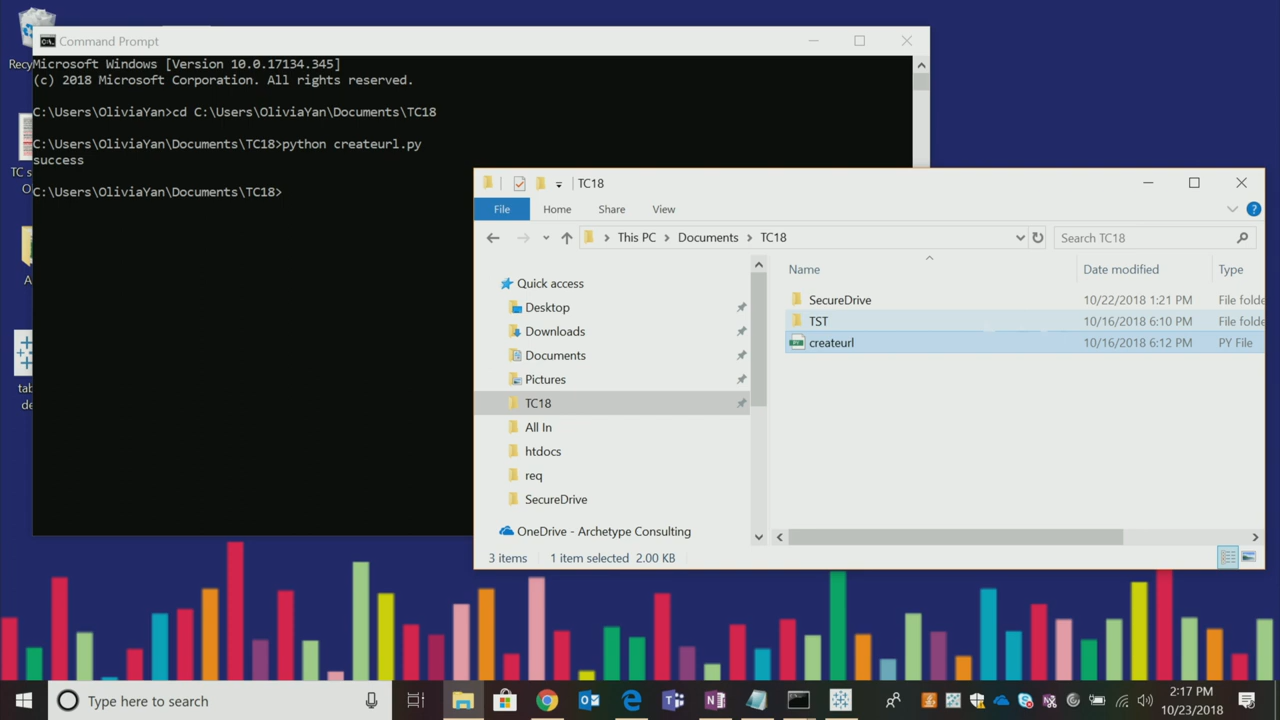 Recy
Command Prompt
Microsoft Windows [Version 10.0.17134.345]
(c) 2018 Microsoft Corporation. All rights reserved.
C:\Users\OliviaYan>cd C:\Users\OliviaYan\Documents\TC18
C:\Users\OliviaYan\Documents\TC18>python createurl.py
success
C:\Users\OliviaYan\Documents\TC18>
TC s
O
A
tab
de
TC18
File Home Share View
This PC Documents TC18
Search TC18
Name Date modified Type
SecureDrive 10/22/2018 1:21 PM File folde
TST 10/16/2018 6:10 PM File folde
createurl 10/16/2018 6:12 PM PY File
Quick access
Desktop
Downloads
Documents
Pictures
TC18
All In
htdocs
req
SecureDrive
OneDrive - Archetype Consulting
3 items 1 item selected 2.00 KB
Type here to search
2:17 PM
10/23/2018